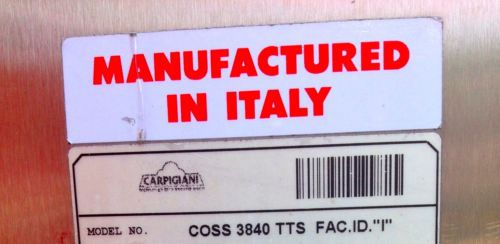 MANUFACTURED
IN ITALY
CARPIGIANI
MODEL NO. COSS 3840 TTS FAC.ID."I"